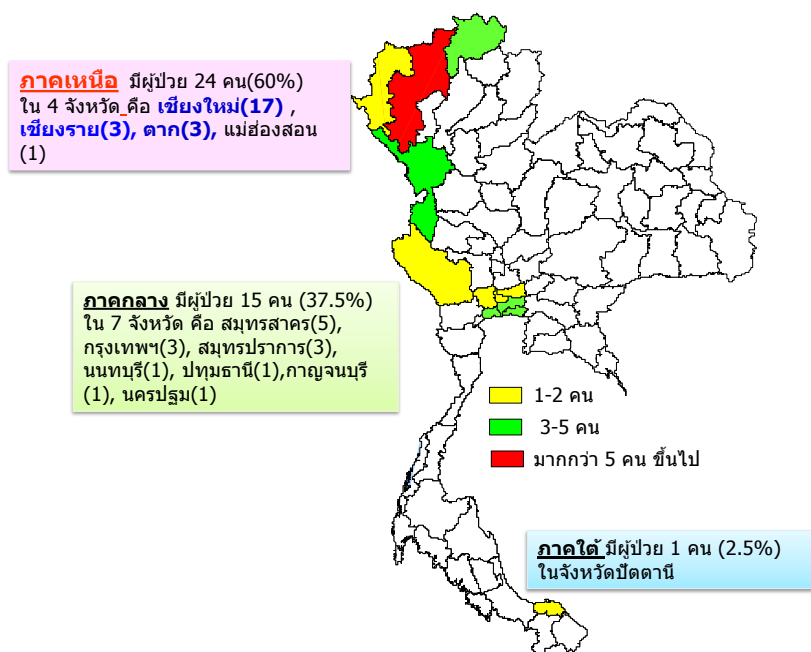 ภาคเหนือ มีผู้ป่วย 24 คน(60%)
ใน 4 จังหวัด คือ เชียงใหม่(17) ,
เชียงราย(3), ตาก(3), แม่ฮ่องสอน
(1)
ภาคกลาง มีผู้ป่วย 15 คน (37.5%)
ใน 7 จังหวัด คือ สมุทรสาคร(5),
กรุงเทพฯ(3), สมุทรปราการ(3),
นนทบุรี(1), ปทุมธานี(1),กาญจนบุรี
(1), นครปฐม(1)
1-2 คน
3-5 คน
มากกว่า 5 คน ขึ้นไป
ภาคใต้ มีผู้ป่วย 1 คน (2.5%)
ในจังหวัดปัตตานี